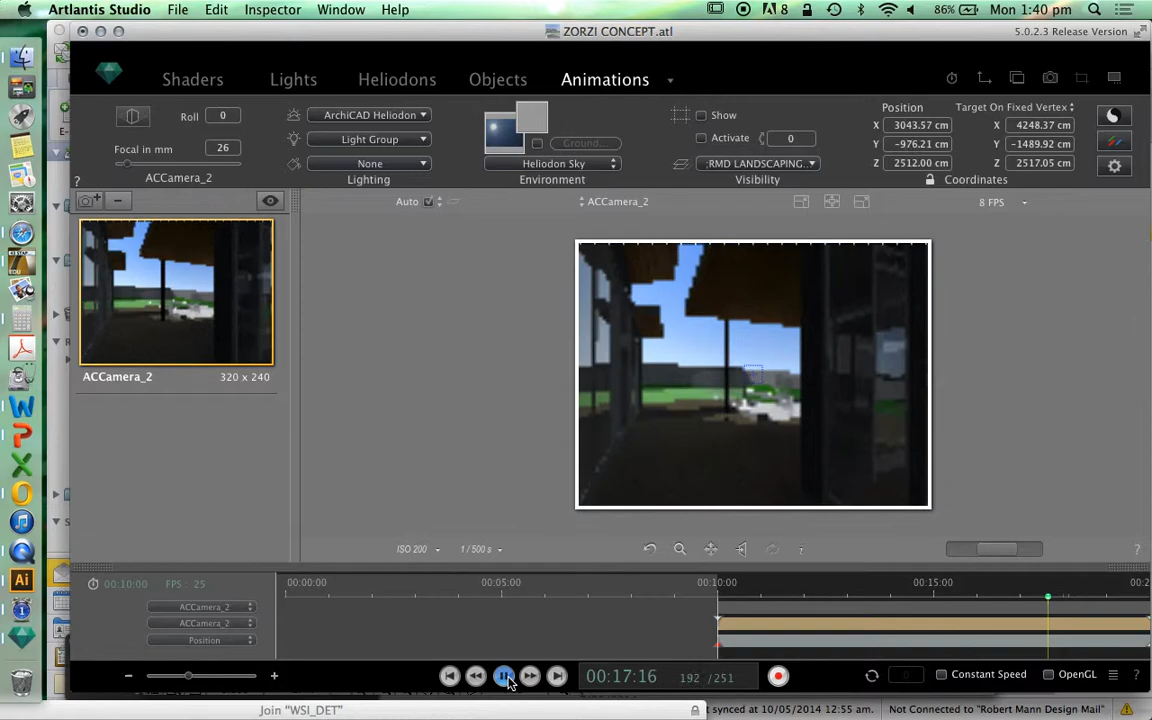 Artlantis Studio File Edit Inspector Window Help 8 86% Mon 1:40 pm
ZORZI CONCEPT.atl 5.0.2.3 Release Version
Shaders Lights Heliodons Objects Animations
Roll 0
Focal in mm 26
ACCamera_2
ArchiCAD Heliodon
Light Group
None
Lighting
Ground...
Heliodon Sky
Environment
Show
Activate 0
;RMD LANDSCAPING...
Visibility
Position Target On Fixed Vertex
X 3043.57 cm X 4248.37 cm
Y -976.21 cm Y -1489.92 cm
Z 2512.00 cm Z 2517.05 cm
Coordinates
?
Auto ACCamera_2 8 FPS
ACCamera_2 320 x 240
ISO 200 1/500 s ? ?
00:10:00 FPS : 25 00:00:00 00:05:00 00:10:00 00:15:00 00:2
ACCamera_2
ACCamera_2
Position
00:17:16 192 /251 0 Constant Speed OpenGL
Join "WSI_DET" synced at 10/05/2014 12:55 am. Not Connected to "Robert Mann Design Mail"